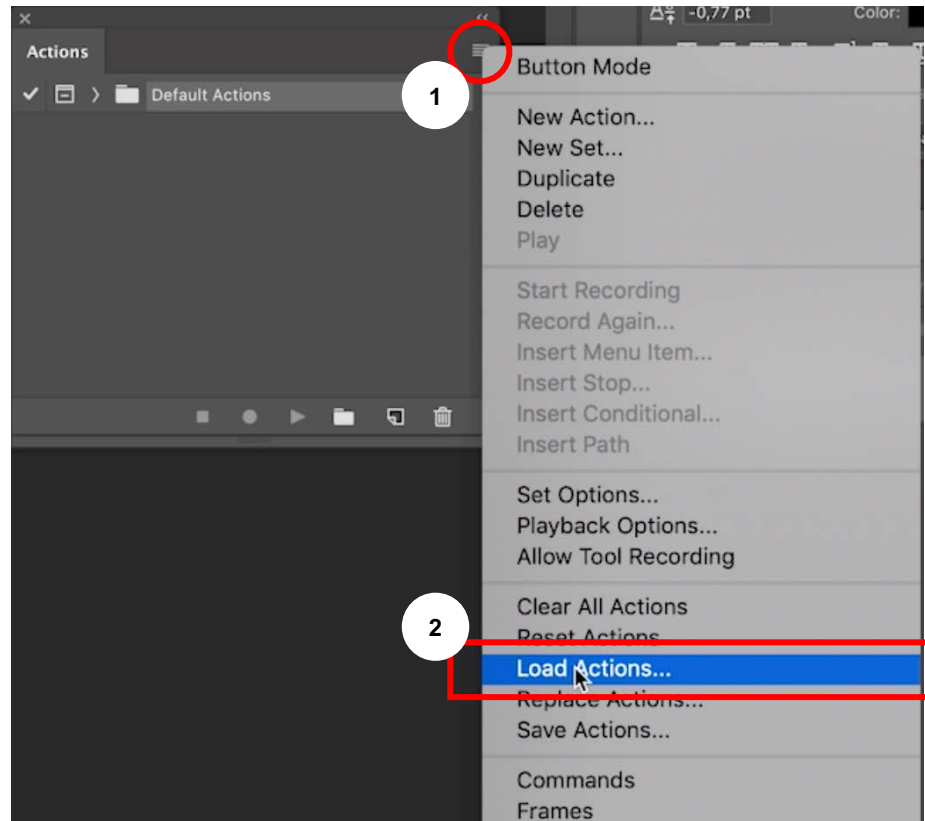 -0,77 pt
Color:
Actions
Default Actions
1
Button Mode
New Action...
New Set...
Duplicate
Delete
Play
Start Recording
Record Again...
Insert Menu Item...
Insert Stop...
Insert Conditional...
Insert Path
Set Options...
Playback Options...
Allow Tool Recording
Clear All Actions
2
Reset Actions
Load Actions...
Replace Actions...
Save Actions...
Commands
Frames